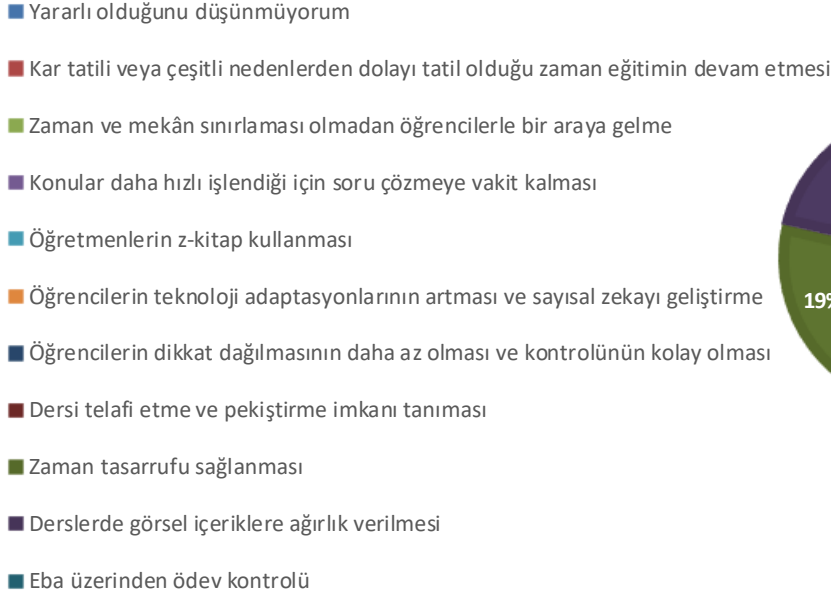 Yararlı olduğunu düşünmüyorum
Kar tatili veya çeşitli nedenlerden dolayı tatil olduğu zaman eğitimin devam etmesi
Zaman ve mekân sınırlaması olmadan öğrencilerle bir araya gelme
Konular daha hızlı işlendiği için soru çözmeye vakit kalması
Öğretmenlerin z-kitap kullanması
Öğrencilerin teknoloji adaptasyonlarının artması ve sayısal zekayı geliştirme
19%
Öğrencilerin dikkat dağılmasının daha az olması ve kontrolünün kolay olması
Dersi telafi etme ve pekiştirme imkanı tanıması
Zaman tasarrufu sağlanması
Derslerde görsel içeriklere ağırlık verilmesi
Eba üzerinden ödev kontrolü